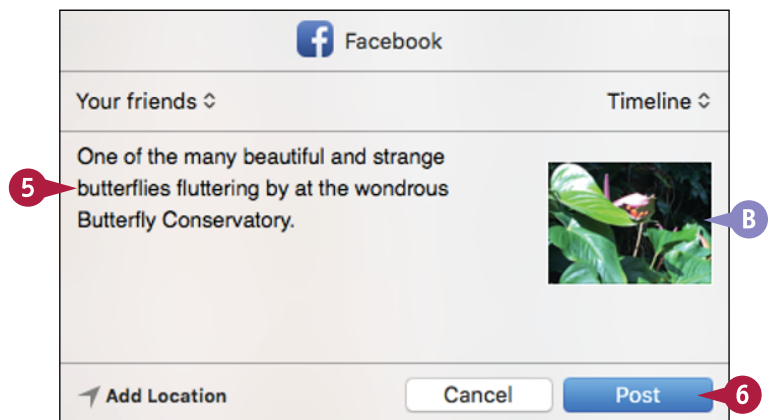 Facebook
Your friends
Timeline
One of the many beautiful and strange
butterflies fluttering by at the wondrous
Butterfly Conservatory.
5
B
Add Location
Cancel
Post
6